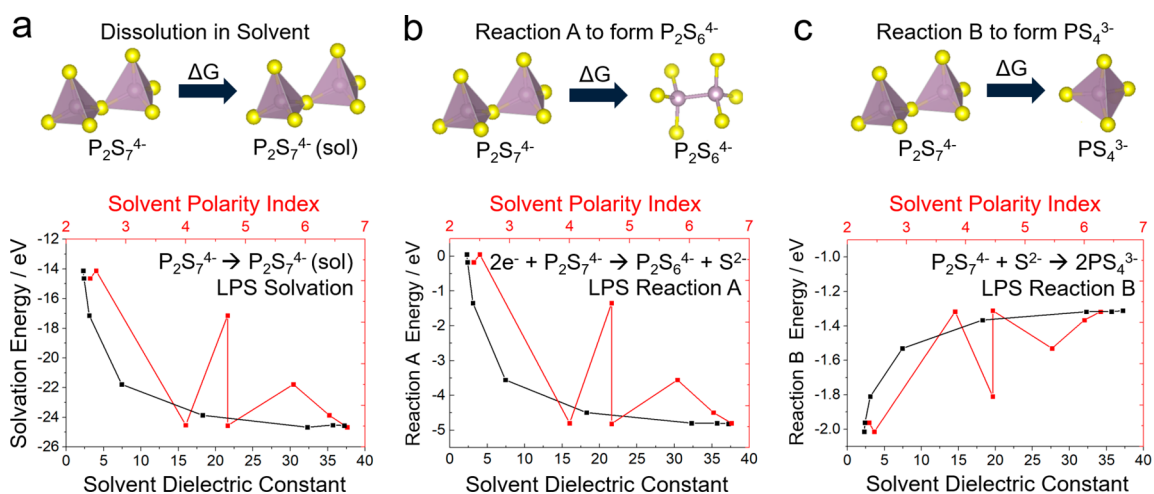 a
Dissolution in Solvent
ΔG
P₂S₇⁴⁻
P₂S₇⁴⁻ (sol)
Solvent Polarity Index
2 3 4 5 6 7
P₂S₇⁴⁻ → P₂S₇⁴⁻ (sol)
LPS Solvation
Solvation Energy / eV
-12
-14
-16
-18
-20
-22
-24
-26
0 5 10 15 20 25 30 35 40
Solvent Dielectric Constant
b
Reaction A to form P₂S₆⁴⁻
ΔG
P₂S₇⁴⁻
P₂S₆⁴⁻
Solvent Polarity Index
2 3 4 5 6 7
2e⁻ + P₂S₇⁴⁻ → P₂S₆⁴⁻ + S²⁻
LPS Reaction A
Reaction A Energy / eV
0
-1
-2
-3
-4
-5
0 5 10 15 20 25 30 35 40
Solvent Dielectric Constant
c
Reaction B to form PS₄³⁻
ΔG
P₂S₇⁴⁻
PS₄³⁻
Solvent Polarity Index
2 3 4 5 6 7
P₂S₇⁴⁻ + S²⁻ → 2PS₄³⁻
LPS Reaction B
Reaction B Energy / eV
-1.2
-1.4
-1.6
-1.8
-2.0
0 5 10 15 20 25 30 35 40
Solvent Dielectric Constant